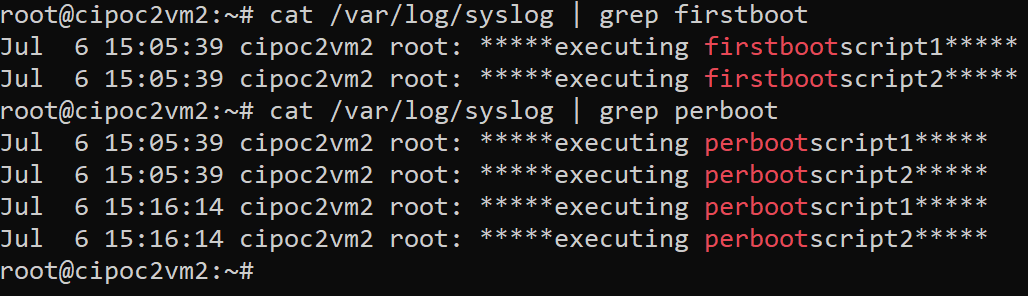 root@cipoc2vm2:~# cat /var/log/syslog | grep firstboot
Jul  6 15:05:39 cipoc2vm2 root: *****executing firstbootscript1*****
Jul  6 15:05:39 cipoc2vm2 root: *****executing firstbootscript2*****
root@cipoc2vm2:~# cat /var/log/syslog | grep perboot
Jul  6 15:05:39 cipoc2vm2 root: *****executing perbootscript1*****
Jul  6 15:05:39 cipoc2vm2 root: *****executing perbootscript2*****
Jul  6 15:16:14 cipoc2vm2 root: *****executing perbootscript1*****
Jul  6 15:16:14 cipoc2vm2 root: *****executing perbootscript2*****
root@cipoc2vm2:~#